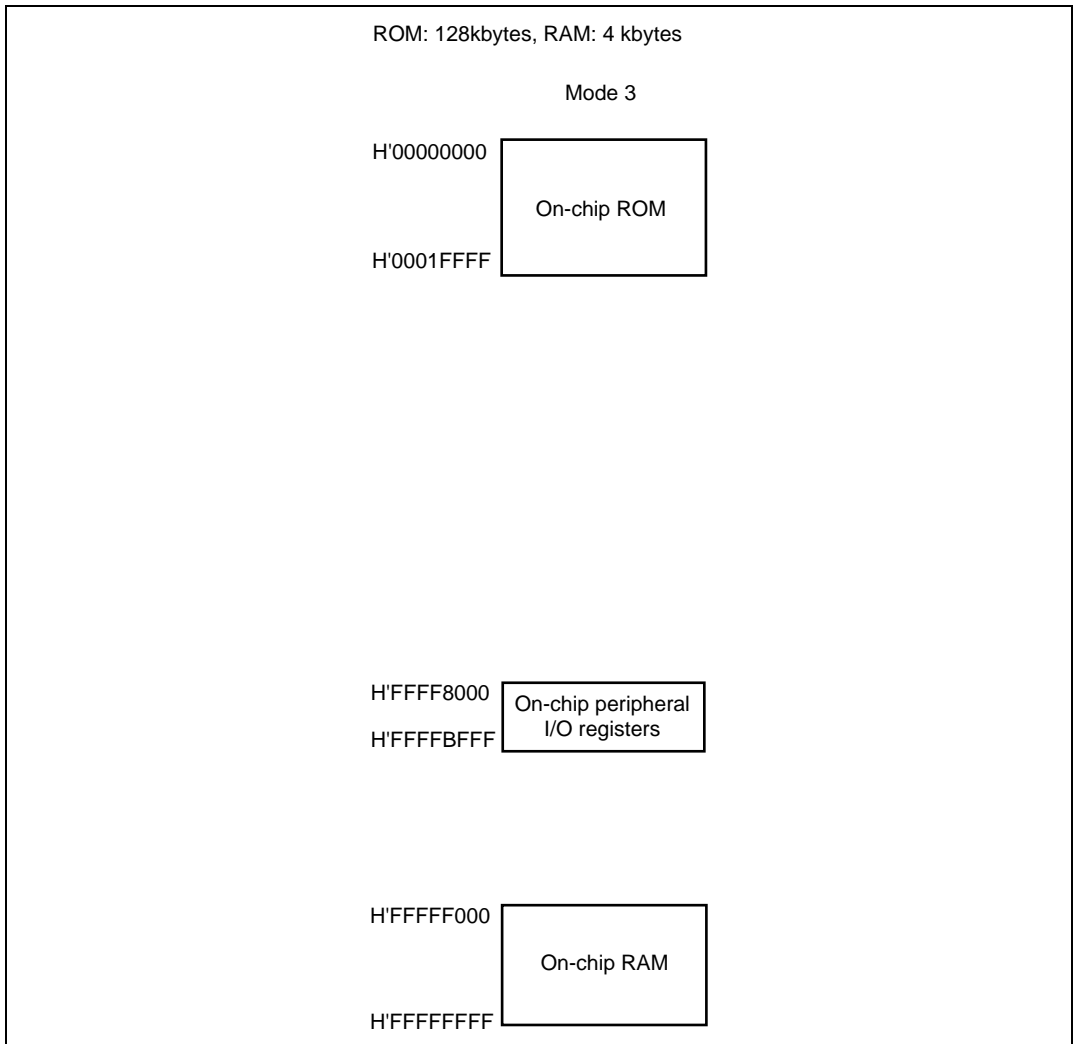 ROM: 128kbytes, RAM: 4 kbytes
Mode 3
H'00000000
On-chip ROM
H'0001FFFF
H'FFFF8000
On-chip peripheral
I/O registers
H'FFFFBFFF
H'FFFFF000
On-chip RAM
H'FFFFFFFF